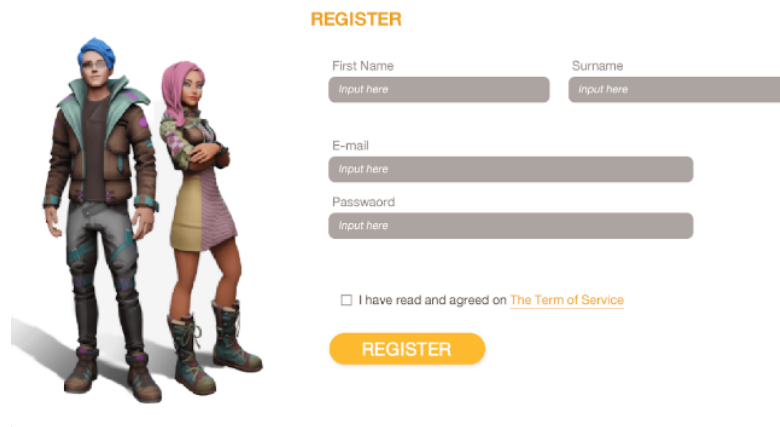 REGISTER
First Name Surname
Input here Input here
E-mail
Input here
Passwaord
Input here
I have read and agreed on The Term of Service
REGISTER